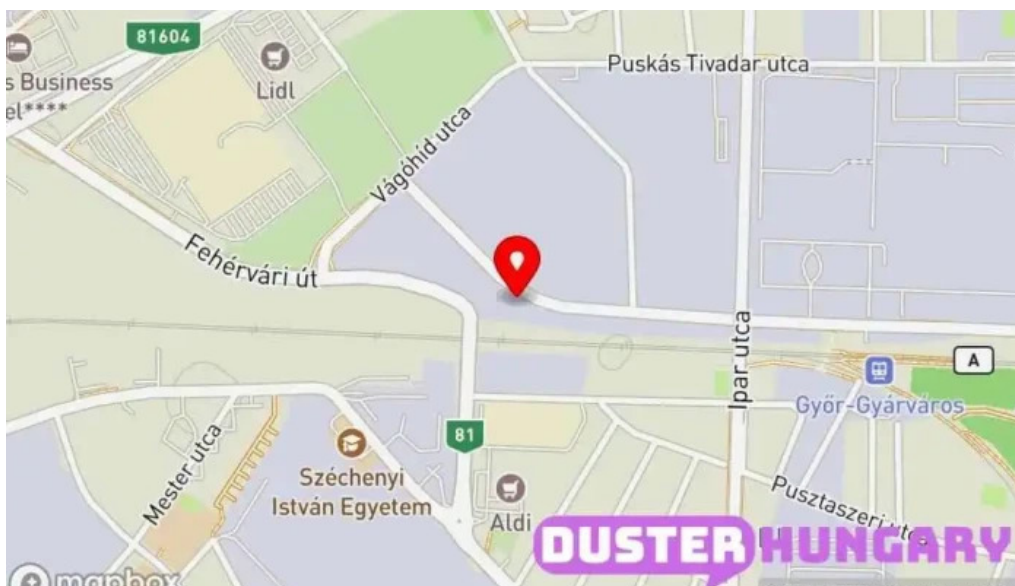 81604
Lidl
Puskás Tivadar utca
s Business
el****
Vágóhíd utca
Fehérvári út
Ipar utca
A
Győr-Gyárváros
81
Széchenyi
István Egyetem
Mester utca
Aldi
Pusztaszeri utca
DUSTER HUNGARY
mapbox